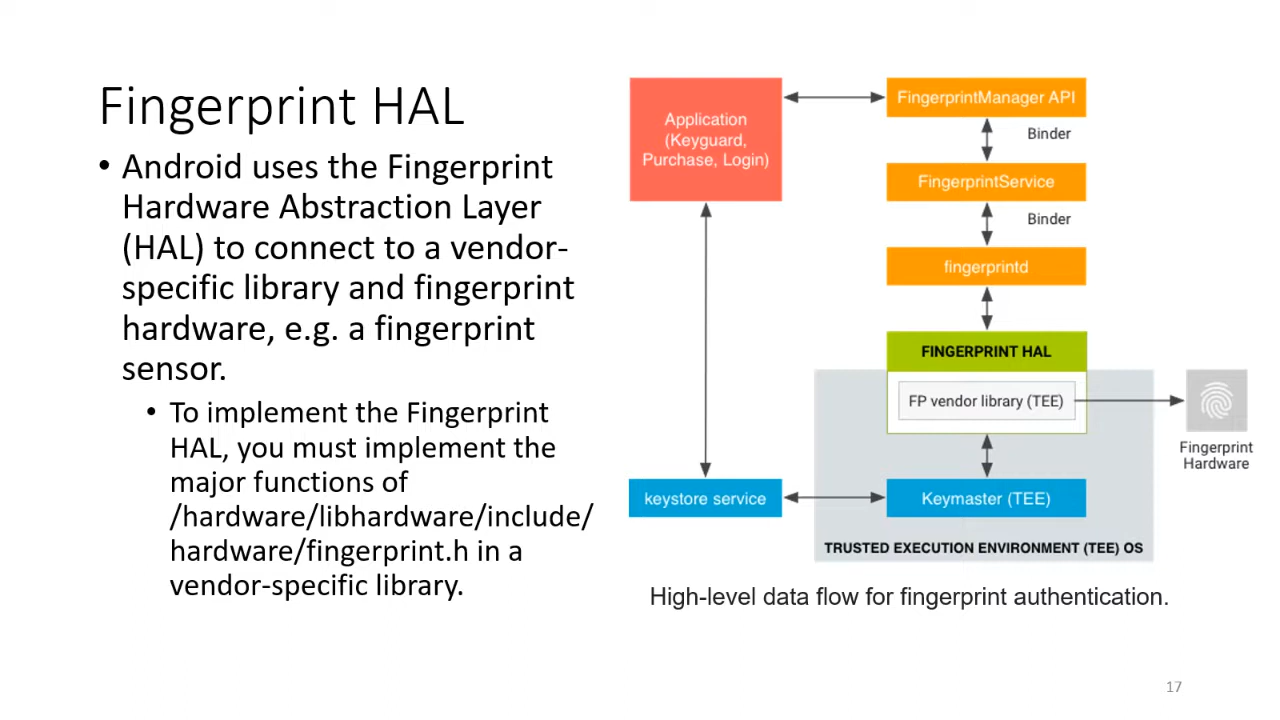 Fingerprint HAL
• Android uses the Fingerprint
Hardware Abstraction Layer
(HAL) to connect to a vendor-
specific library and fingerprint
hardware, e.g. a fingerprint
sensor.
• To implement the Fingerprint
HAL, you must implement the
major functions of
/hardware/libhardware/include/
hardware/fingerprint.h in a
vendor-specific library.
Application
(Keyguard,
Purchase, Login)
FingerprintManager API
Binder
FingerprintService
Binder
fingerprintd
FINGERPRINT HAL
FP vendor library (TEE)
Fingerprint
Hardware
keystore service
Keymaster (TEE)
TRUSTED EXECUTION ENVIRONMENT (TEE) OS
High-level data flow for fingerprint authentication.
17